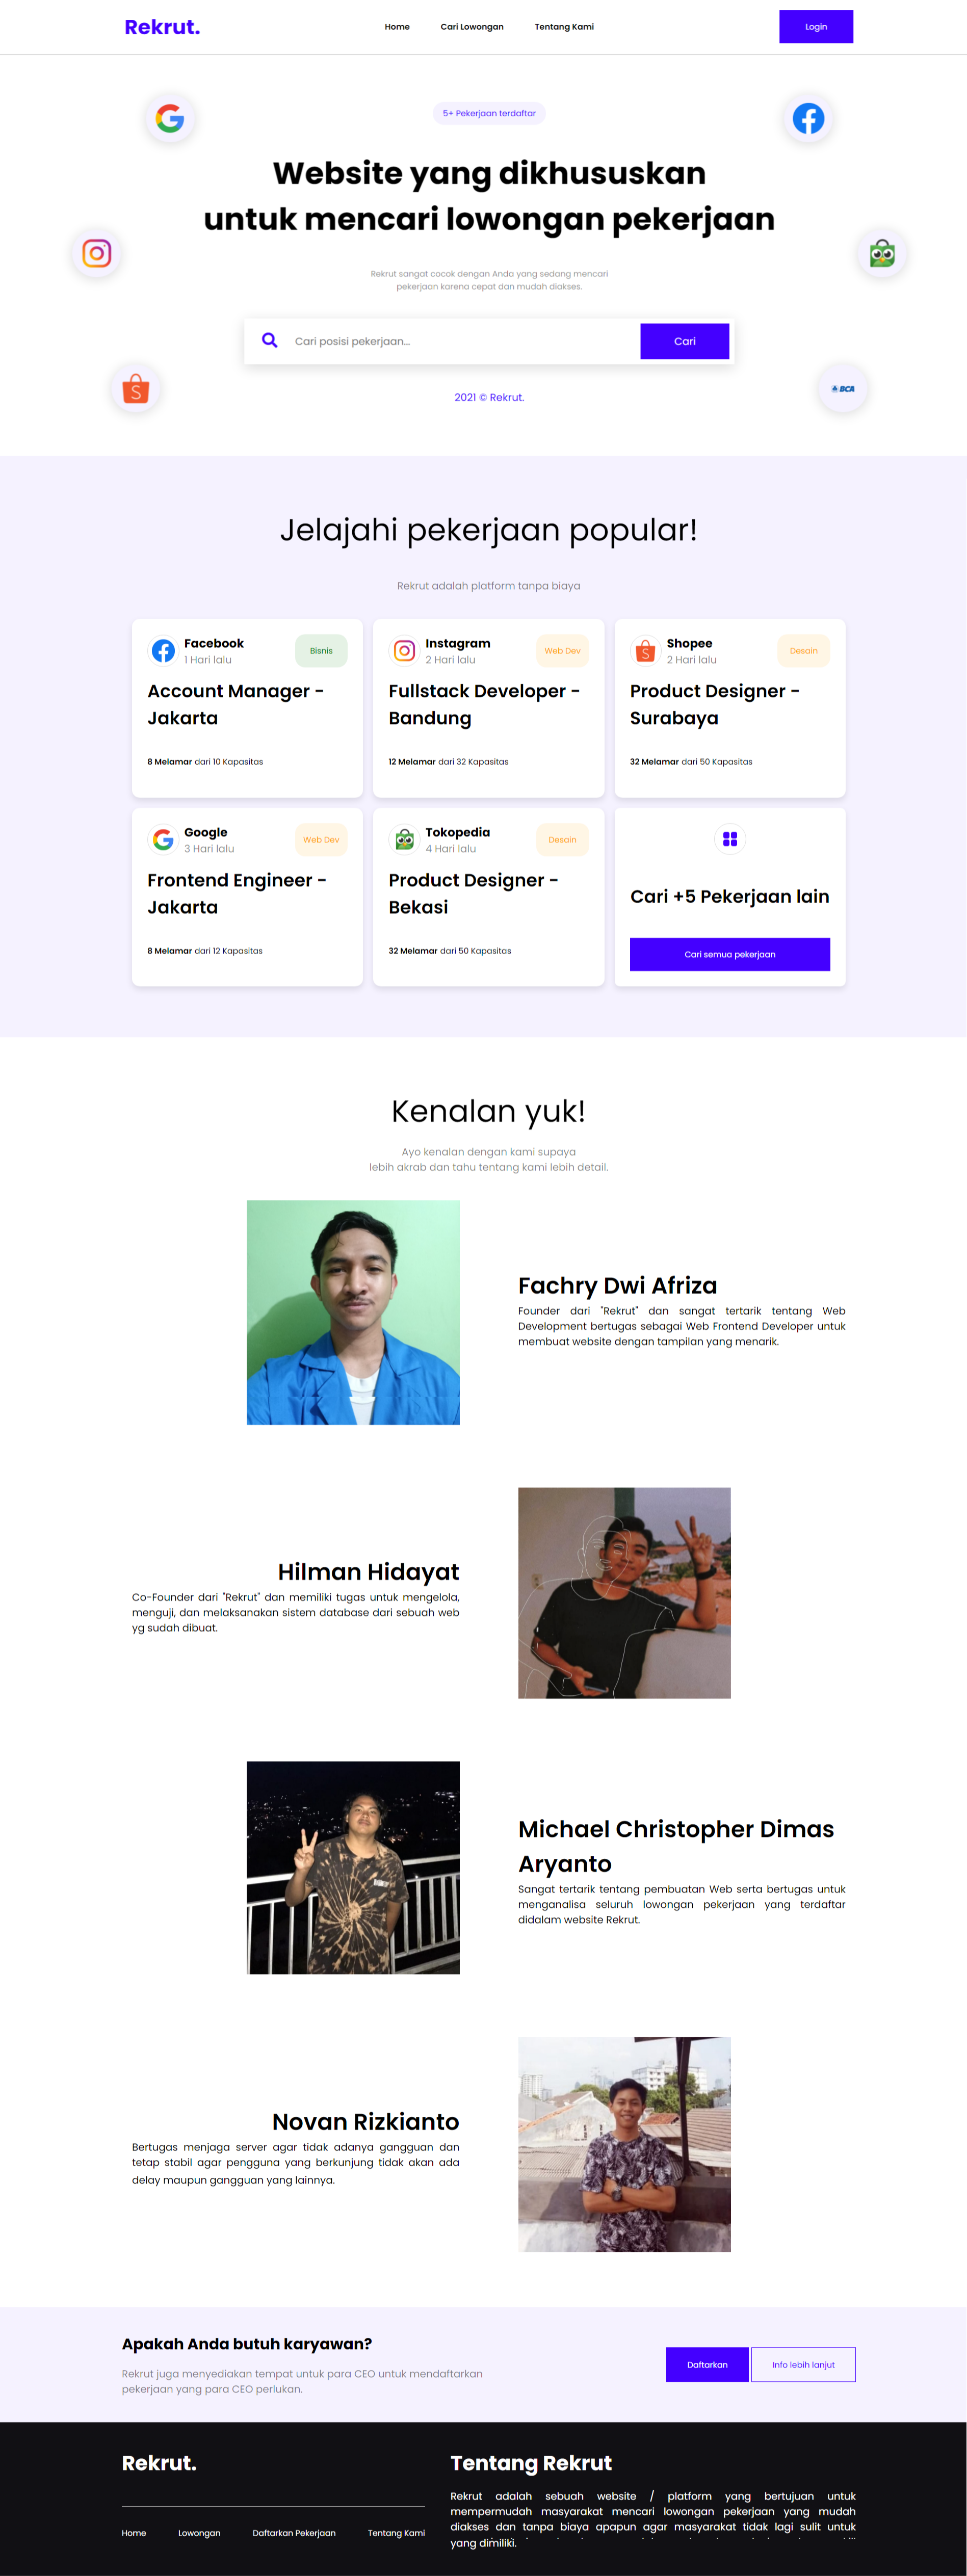 Rekrut.
Home
Cari Lowongan
Tentang Kami
Login
5+ Pekerjaan terdaftar
Website yang dikhususkan
untuk mencari lowongan pekerjaan
Rekrut sangat cocok dengan Anda yang sedang mencari
pekerjaan karena cepat dan mudah diakses.
Cari posisi pekerjaan...
Cari
BCA
2021 © Rekrut.
Jelajahi pekerjaan popular!
Rekrut adalah platform tanpa biaya
Facebook
1 Hari lalu
Bisnis
Account Manager -
Jakarta
8 Melamar dari 10 Kapasitas
Instagram
2 Hari lalu
Web Dev
Fullstack Developer -
Bandung
12 Melamar dari 32 Kapasitas
Shopee
2 Hari lalu
Desain
Product Designer -
Surabaya
32 Melamar dari 50 Kapasitas
Google
3 Hari lalu
Web Dev
Frontend Engineer -
Jakarta
8 Melamar dari 12 Kapasitas
Tokopedia
4 Hari lalu
Desain
Product Designer -
Bekasi
32 Melamar dari 50 Kapasitas
Cari +5 Pekerjaan lain
Cari semua pekerjaan
Kenalan yuk!
Ayo kenalan dengan kami supaya
lebih akrab dan tahu tentang kami lebih detail.
Fachry Dwi Afriza
Founder dari "Rekrut" dan sangat tertarik tentang Web
Development bertugas sebagai Web Frontend Developer untuk
membuat website dengan tampilan yang menarik.
Hilman Hidayat
Co-Founder dari "Rekrut" dan memiliki tugas untuk mengelola,
menguji, dan melaksanakan sistem database dari sebuah web
yg sudah dibuat.
Michael Christopher Dimas
Aryanto
Sangat tertarik tentang pembuatan Web serta bertugas untuk
menganalisa seluruh lowongan pekerjaan yang terdaftar
didalam website Rekrut.
Novan Rizkianto
Bertugas menjaga server agar tidak adanya gangguan dan
tetap stabil agar pengguna yang berkunjung tidak akan ada
delay maupun gangguan yang lainnya.
Apakah Anda butuh karyawan?
Rekrut juga menyediakan tempat untuk para CEO untuk mendaftarkan
pekerjaan yang para CEO perlukan.
Daftarkan
Info lebih lanjut
Rekrut.
Home
Lowongan
Daftarkan Pekerjaan
Tentang Kami
Tentang Rekrut
Rekrut adalah sebuah website / platform yang bertujuan untuk
mempermudah masyarakat mencari lowongan pekerjaan yang mudah
diakses dan tanpa biaya apapun agar masyarakat tidak lagi sulit untuk
yang dimiliki.